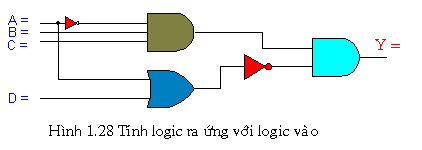 A =
B =
C =
Y =
D =
Hình 1.28 Tính logic ra ứng với logic vào